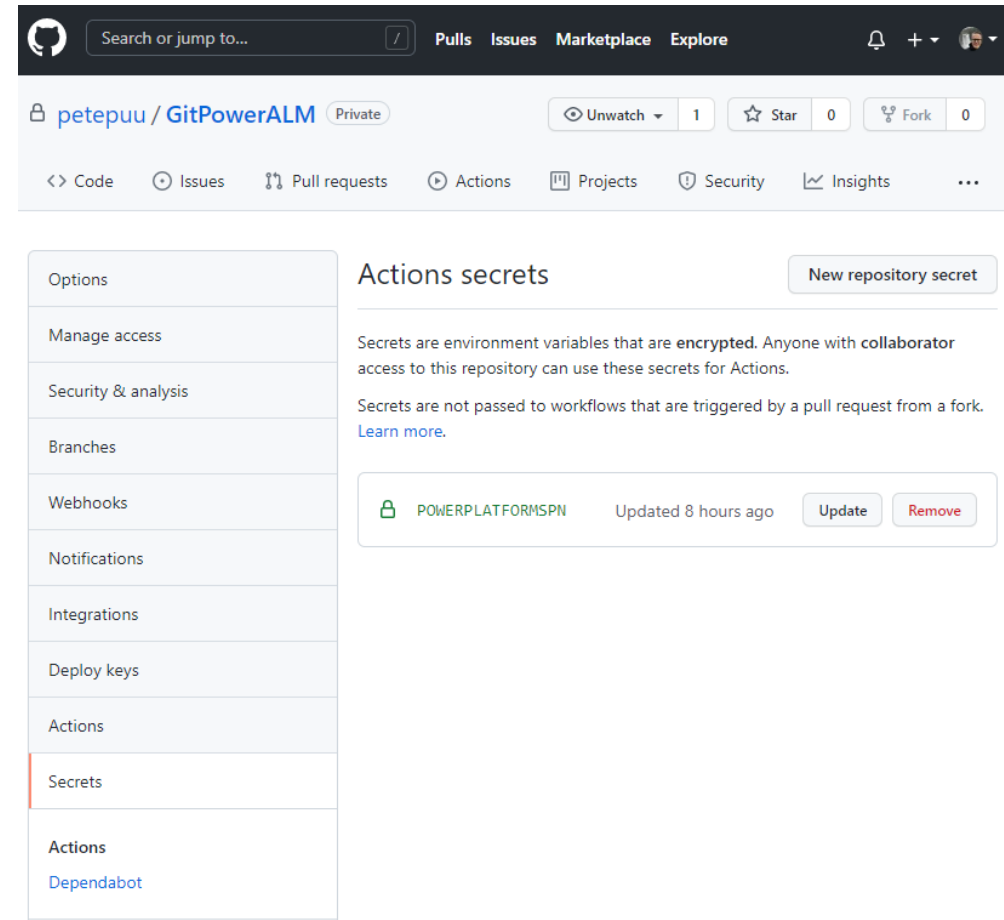 Search or jump to... /
Pulls Issues Marketplace Explore
petepuu / GitPowerALM Private
Unwatch 1 Star 0 Fork 0
Code Issues Pull requests Actions Projects Security Insights ...
Options
Manage access
Security & analysis
Branches
Webhooks
Notifications
Integrations
Deploy keys
Actions
Secrets
Actions
Dependabot
Actions secrets
New repository secret
Secrets are environment variables that are encrypted. Anyone with collaborator
access to this repository can use these secrets for Actions.
Secrets are not passed to workflows that are triggered by a pull request from a fork.
Learn more.
POWERPLATFORMSPN Updated 8 hours ago Update Remove